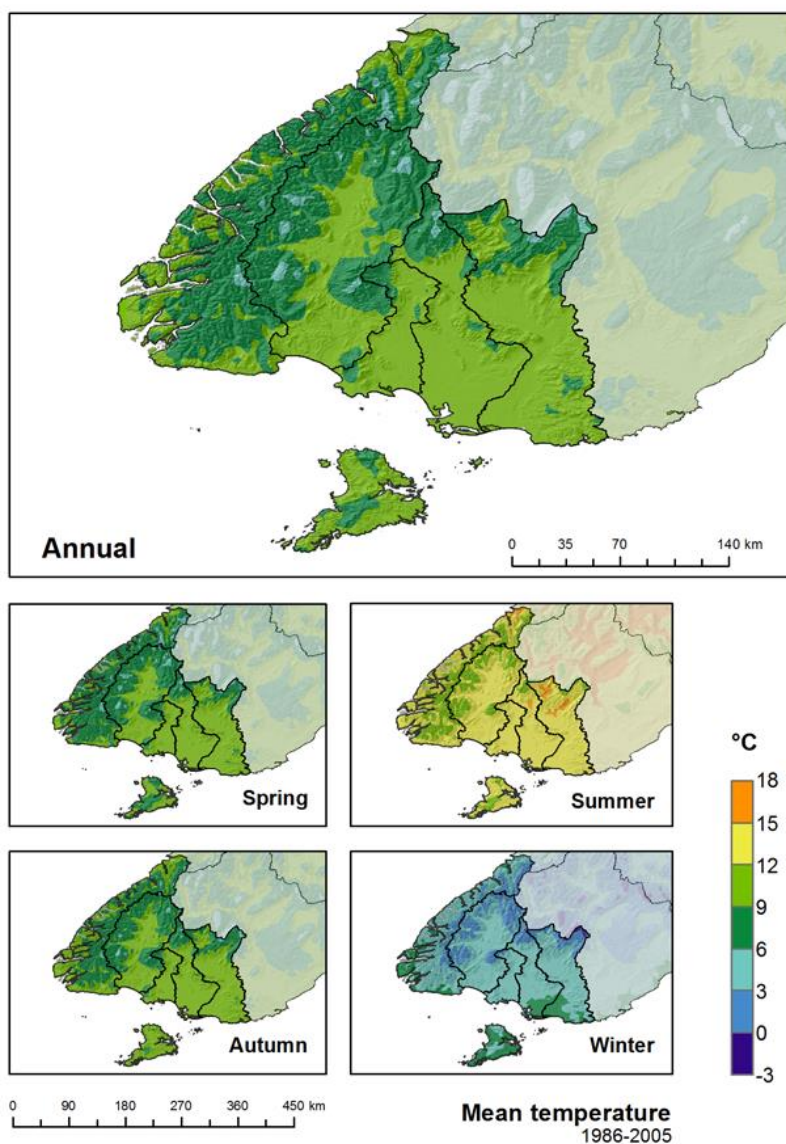 Annual
0 35 70 140 km
Spring
Summer
°C
18
15
12
9
6
3
0
-3
Autumn
Winter
0 90 180 270 360 450 km
Mean temperature
1986-2005